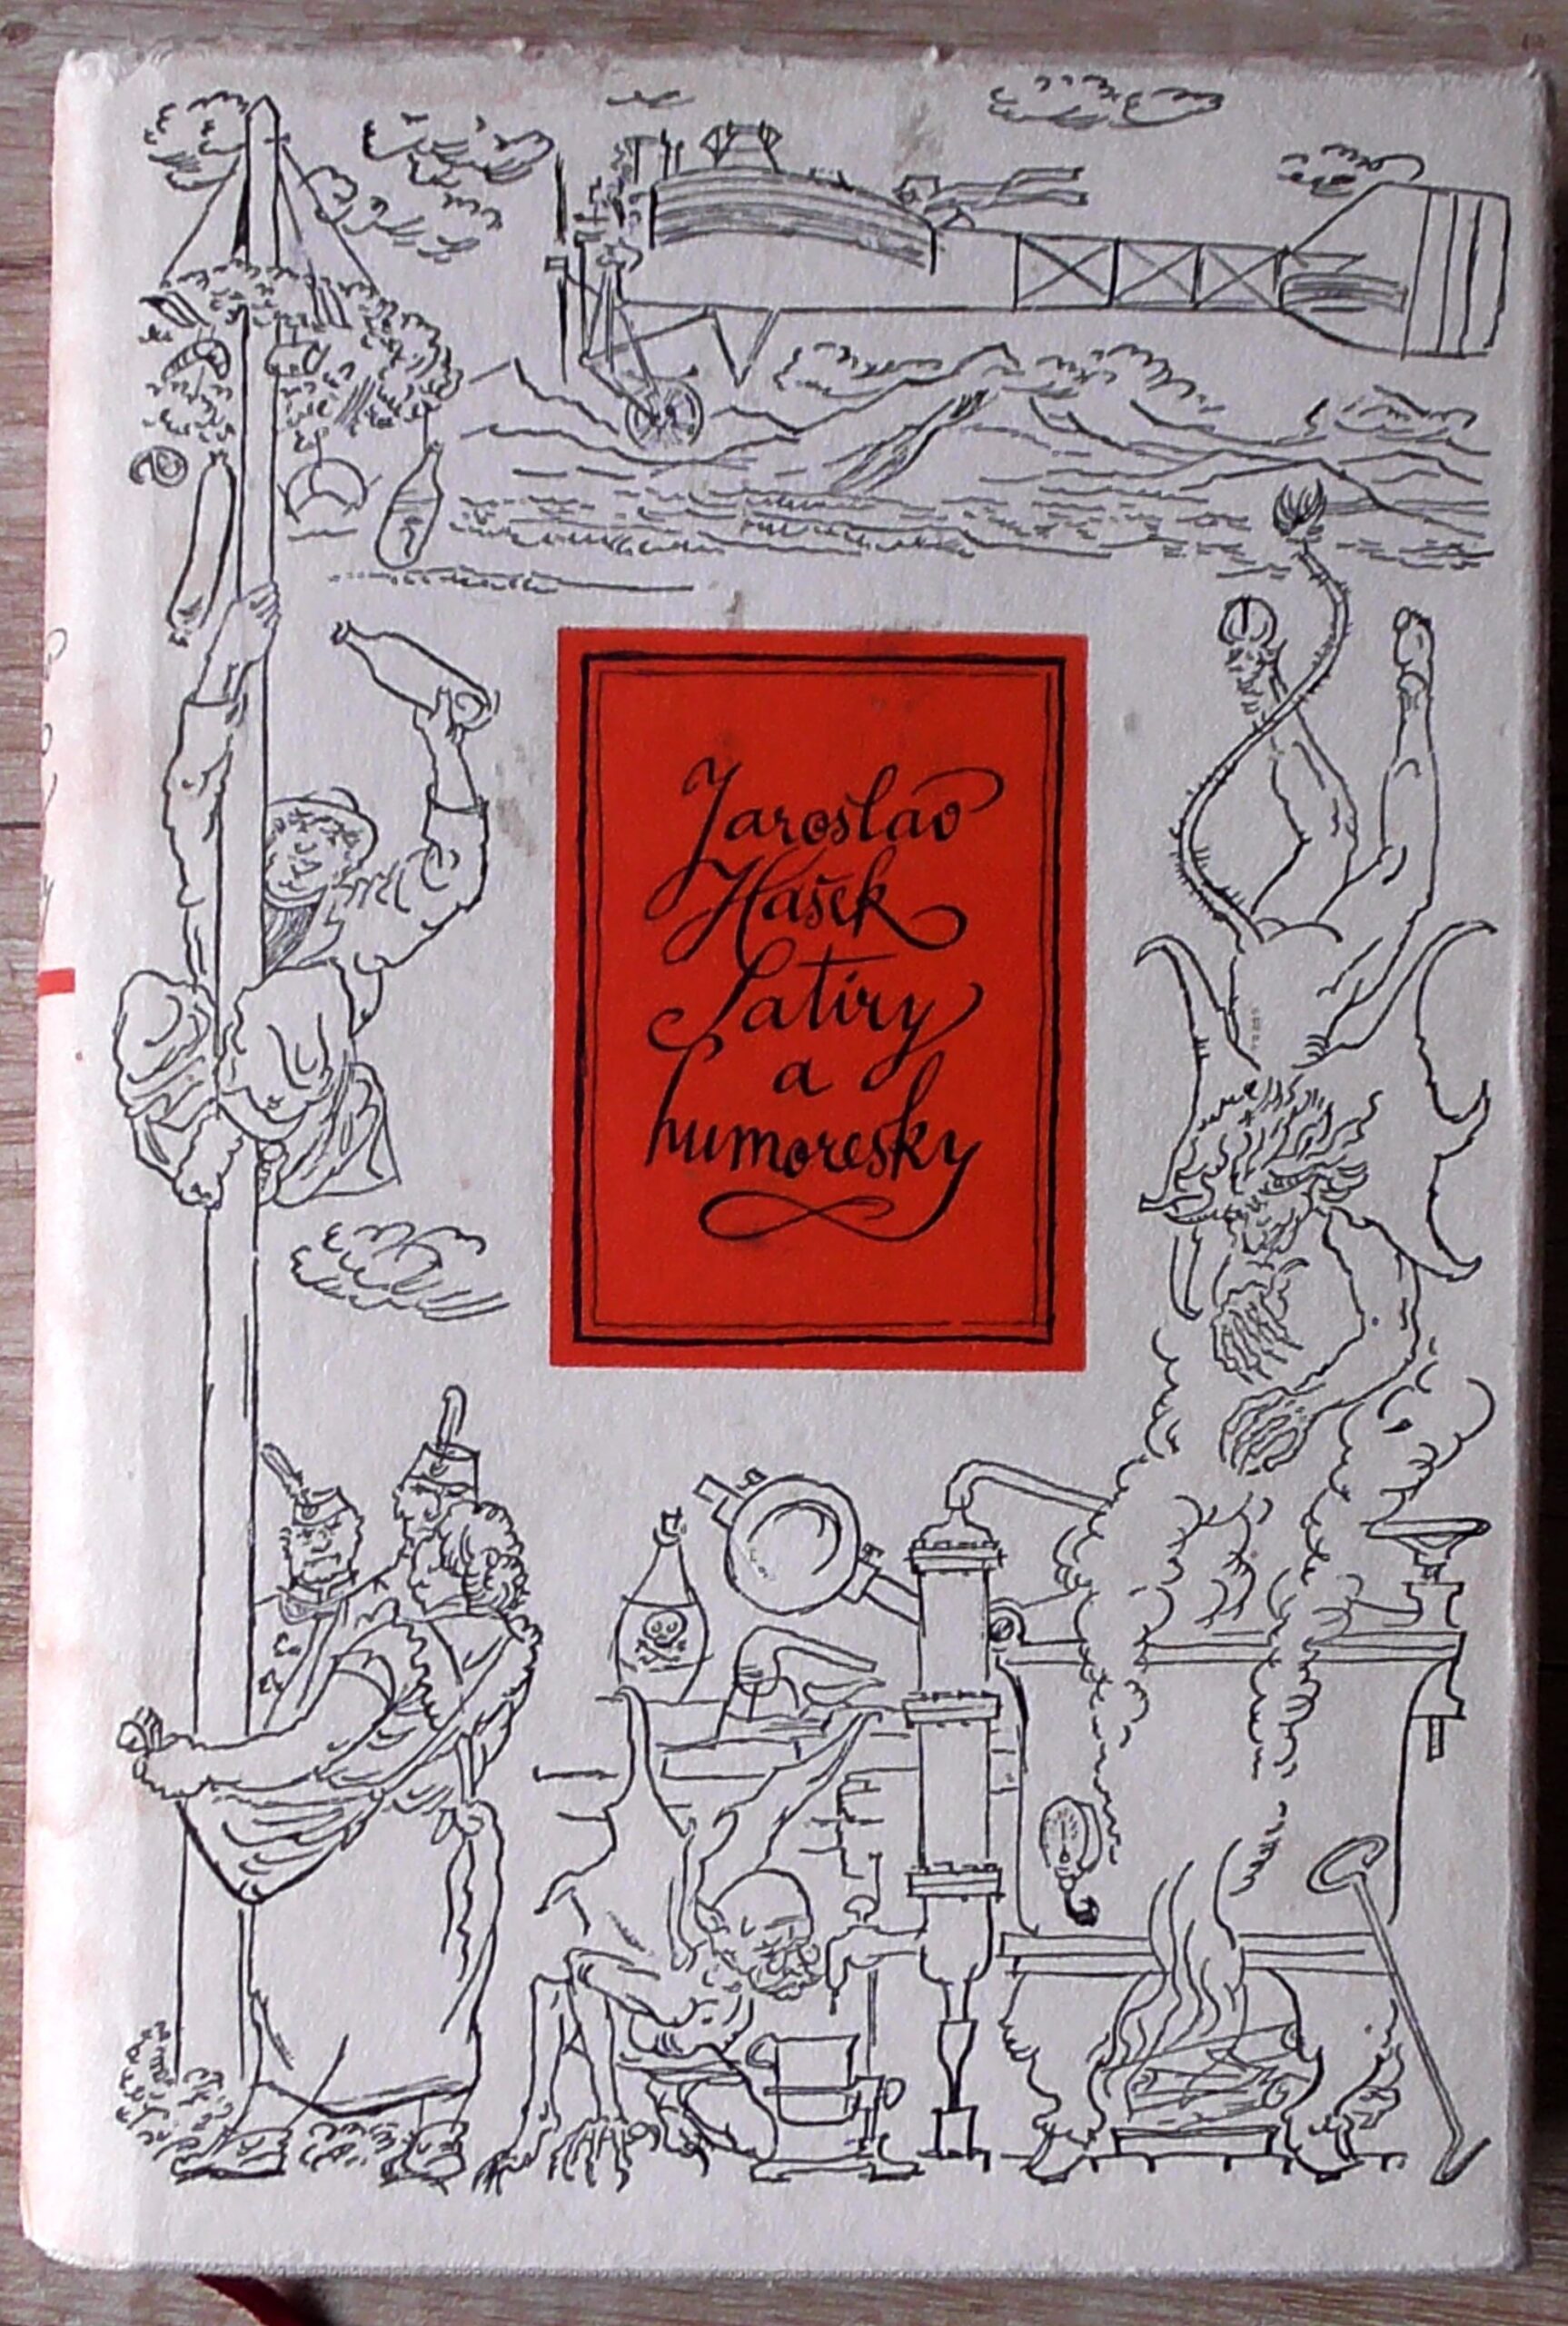 Jaroslav
Hašek
Satiry
a
humoresky